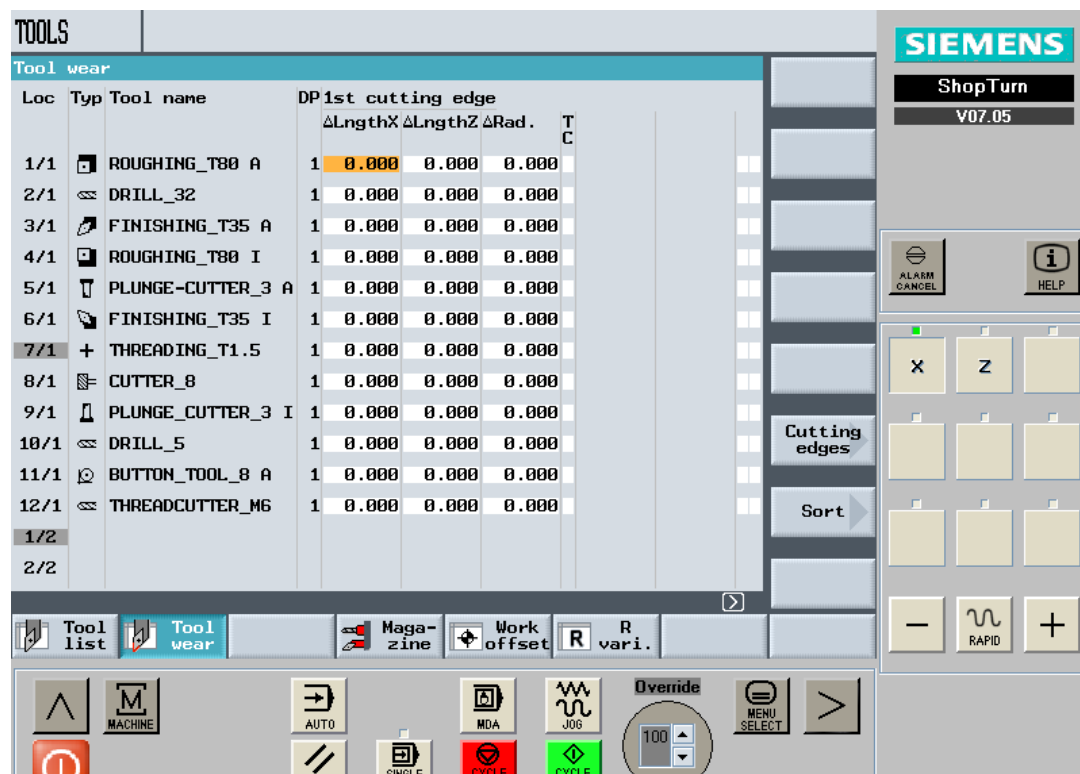 TOOLS
SIEMENS
ShopTurn
V07.05
Tool wear
Loc Typ Tool name DP 1st cutting edge
ΔLngthX ΔLngthZ ΔRad. T C
1/1 ROUGHING_T80 A 1 0.000 0.000 0.000
2/1 DRILL_32 1 0.000 0.000 0.000
3/1 FINISHING_T35 A 1 0.000 0.000 0.000
4/1 ROUGHING_T80 I 1 0.000 0.000 0.000
5/1 PLUNGE-CUTTER_3 A 1 0.000 0.000 0.000
6/1 FINISHING_T35 I 1 0.000 0.000 0.000
7/1 THREADING_T1.5 1 0.000 0.000 0.000
8/1 CUTTER_8 1 0.000 0.000 0.000
9/1 PLUNGE_CUTTER_3 I 1 0.000 0.000 0.000
10/1 DRILL_5 1 0.000 0.000 0.000
11/1 BUTTON_TOOL_8 A 1 0.000 0.000 0.000
12/1 THREADCUTTER_M6 1 0.000 0.000 0.000
1/2
2/2
Cutting
edges
Sort
ALARM
CANCEL
HELP
X Z
RAPID
Tool
list
Tool
wear
Maga-
zine
Work
offset
R R
vari.
M
MACHINE
AUTO
MDA
JOG
Override
100
MENU
SELECT
SINGLE
CYCLE
CYCLE